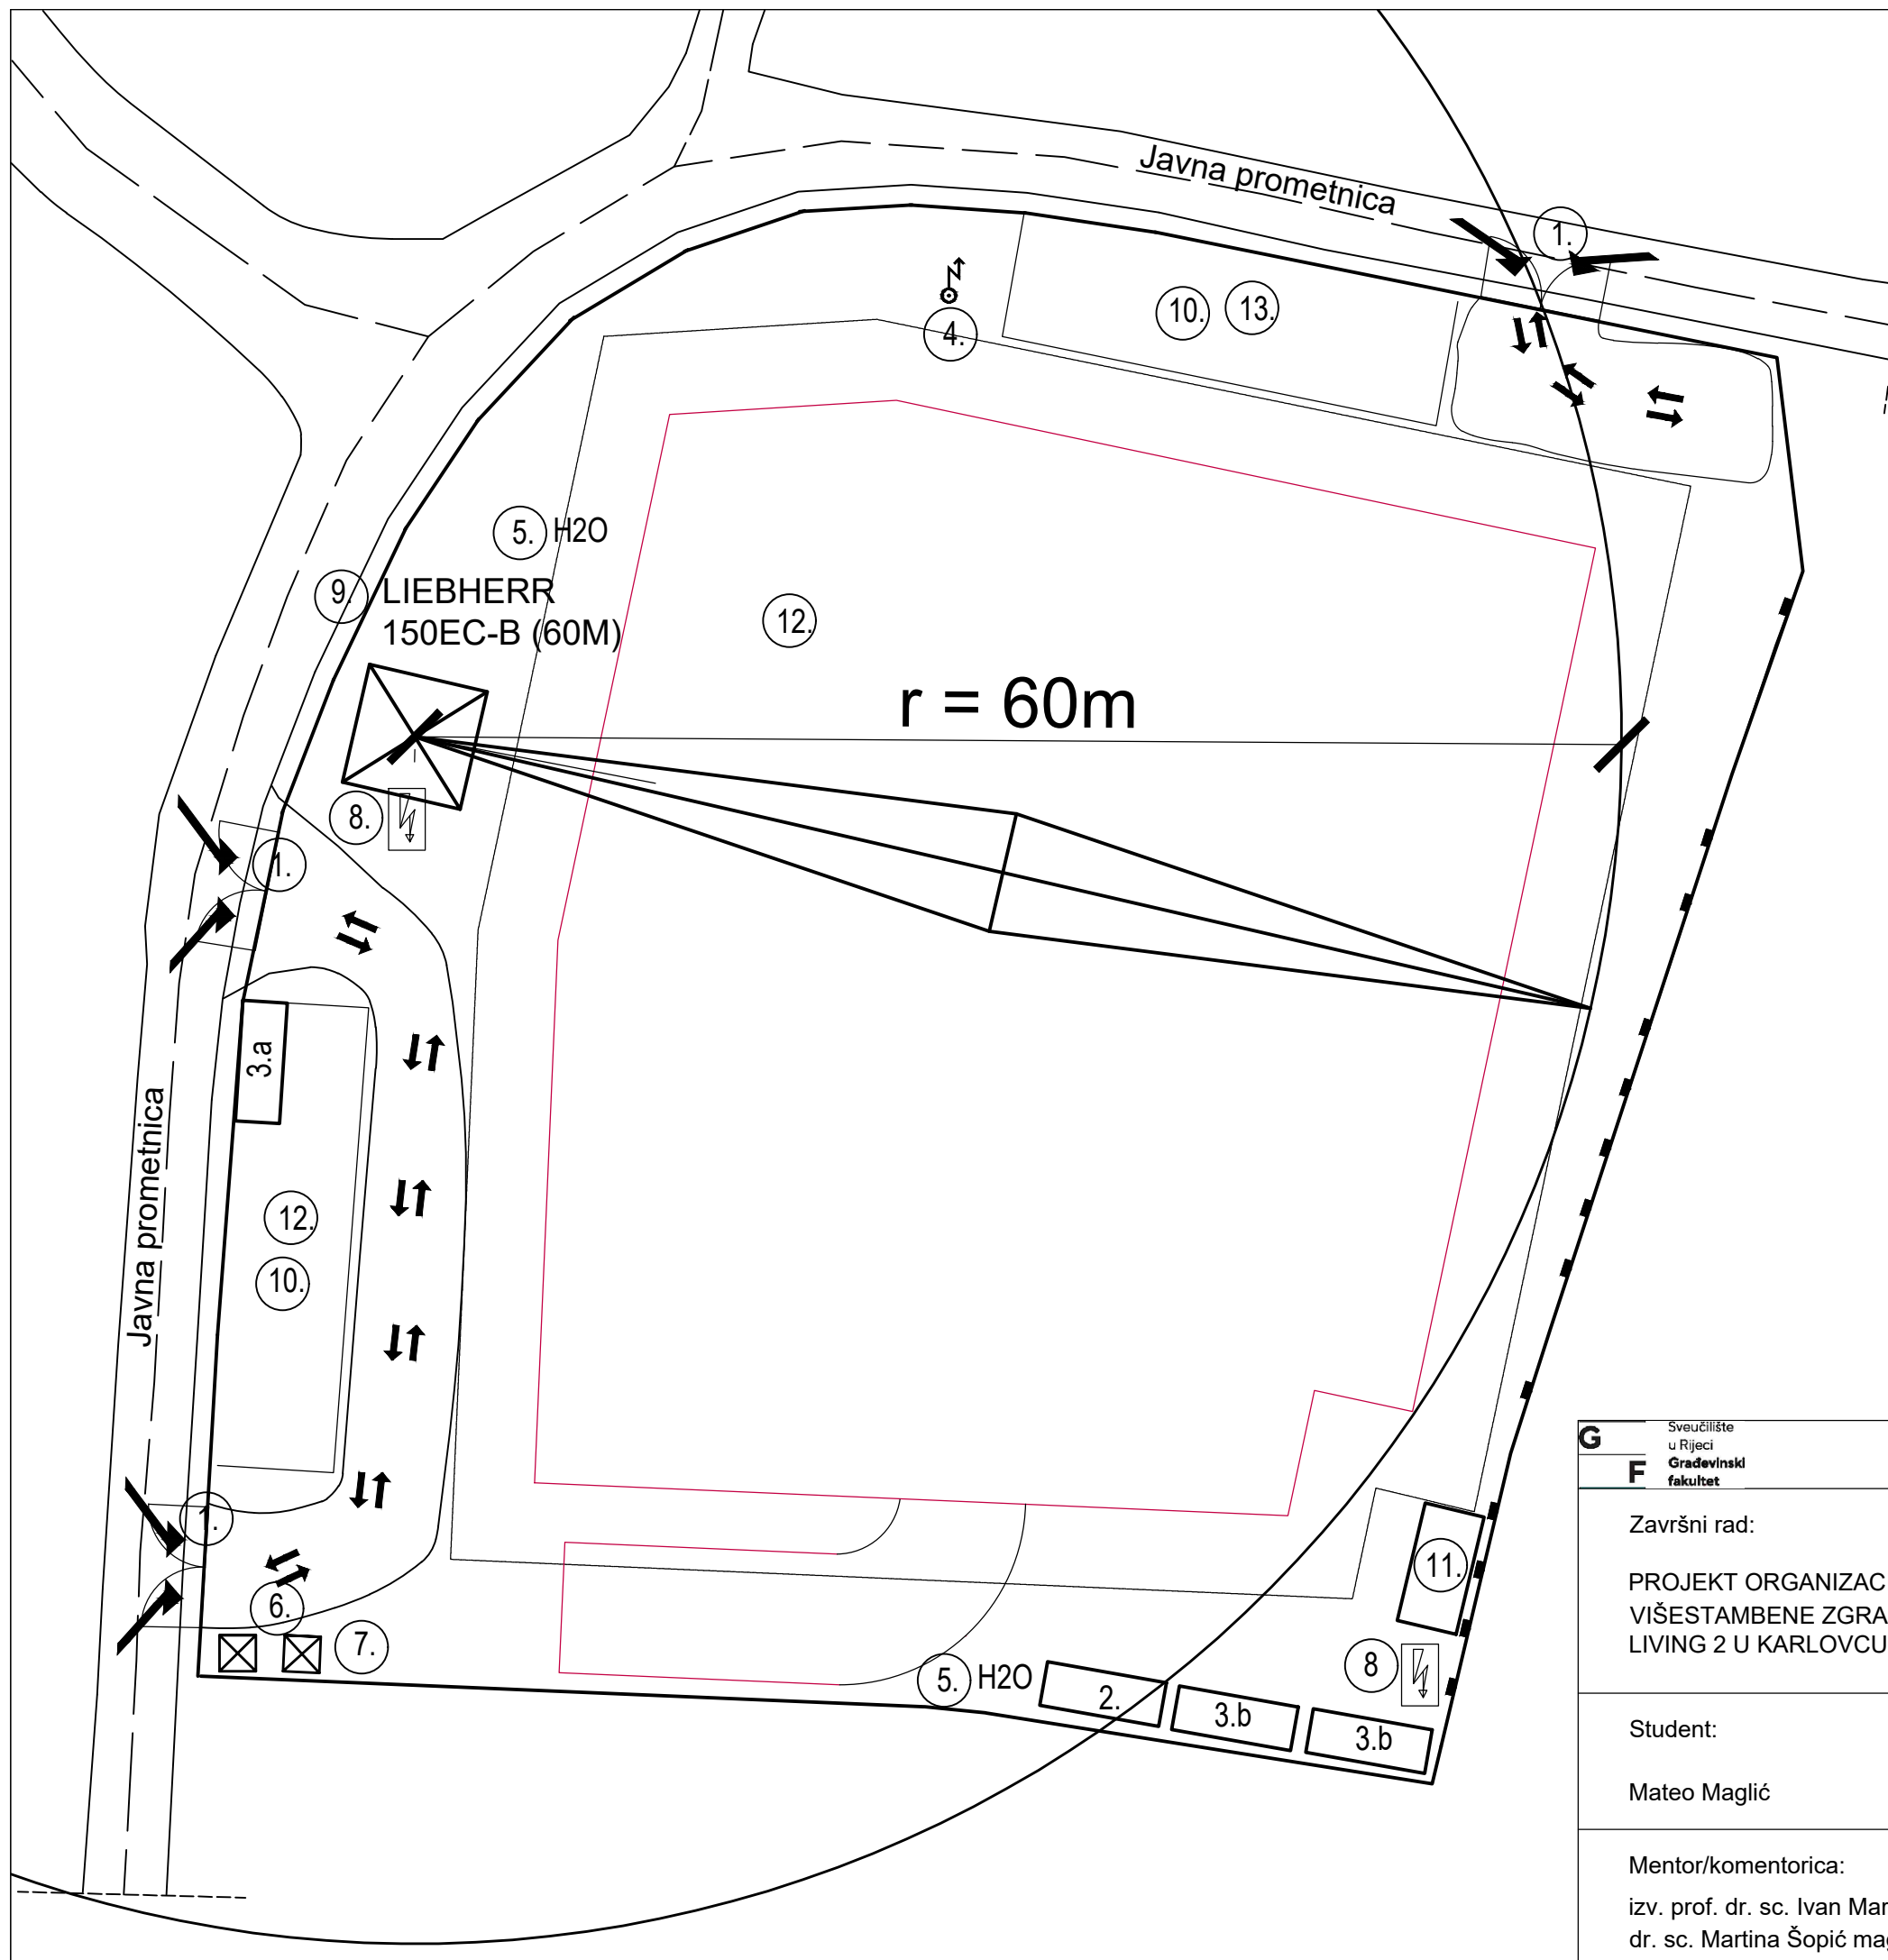 Javna prometnica
1.
10.
13.
4.
5.
H2O
9.
LIEBHERR
150EC-B (60M)
12.
r = 60m
8.
1.
3.a
Javna prometnica
12.
10.
1.
6.
7.
11.
8
5.
H2O
2.
3.b
3.b
G
F
Sveučilište
u Rijeci
Građevinski
fakultet
Završni rad:
PROJEKT ORGANIZAC
VIŠESTAMBENE ZGRA
LIVING 2 U KARLOVCU
Student:
Mateo Maglić
Mentor/komentorica:
izv. prof. dr. sc. Ivan Mar
dr. sc. Martina Šopić mag